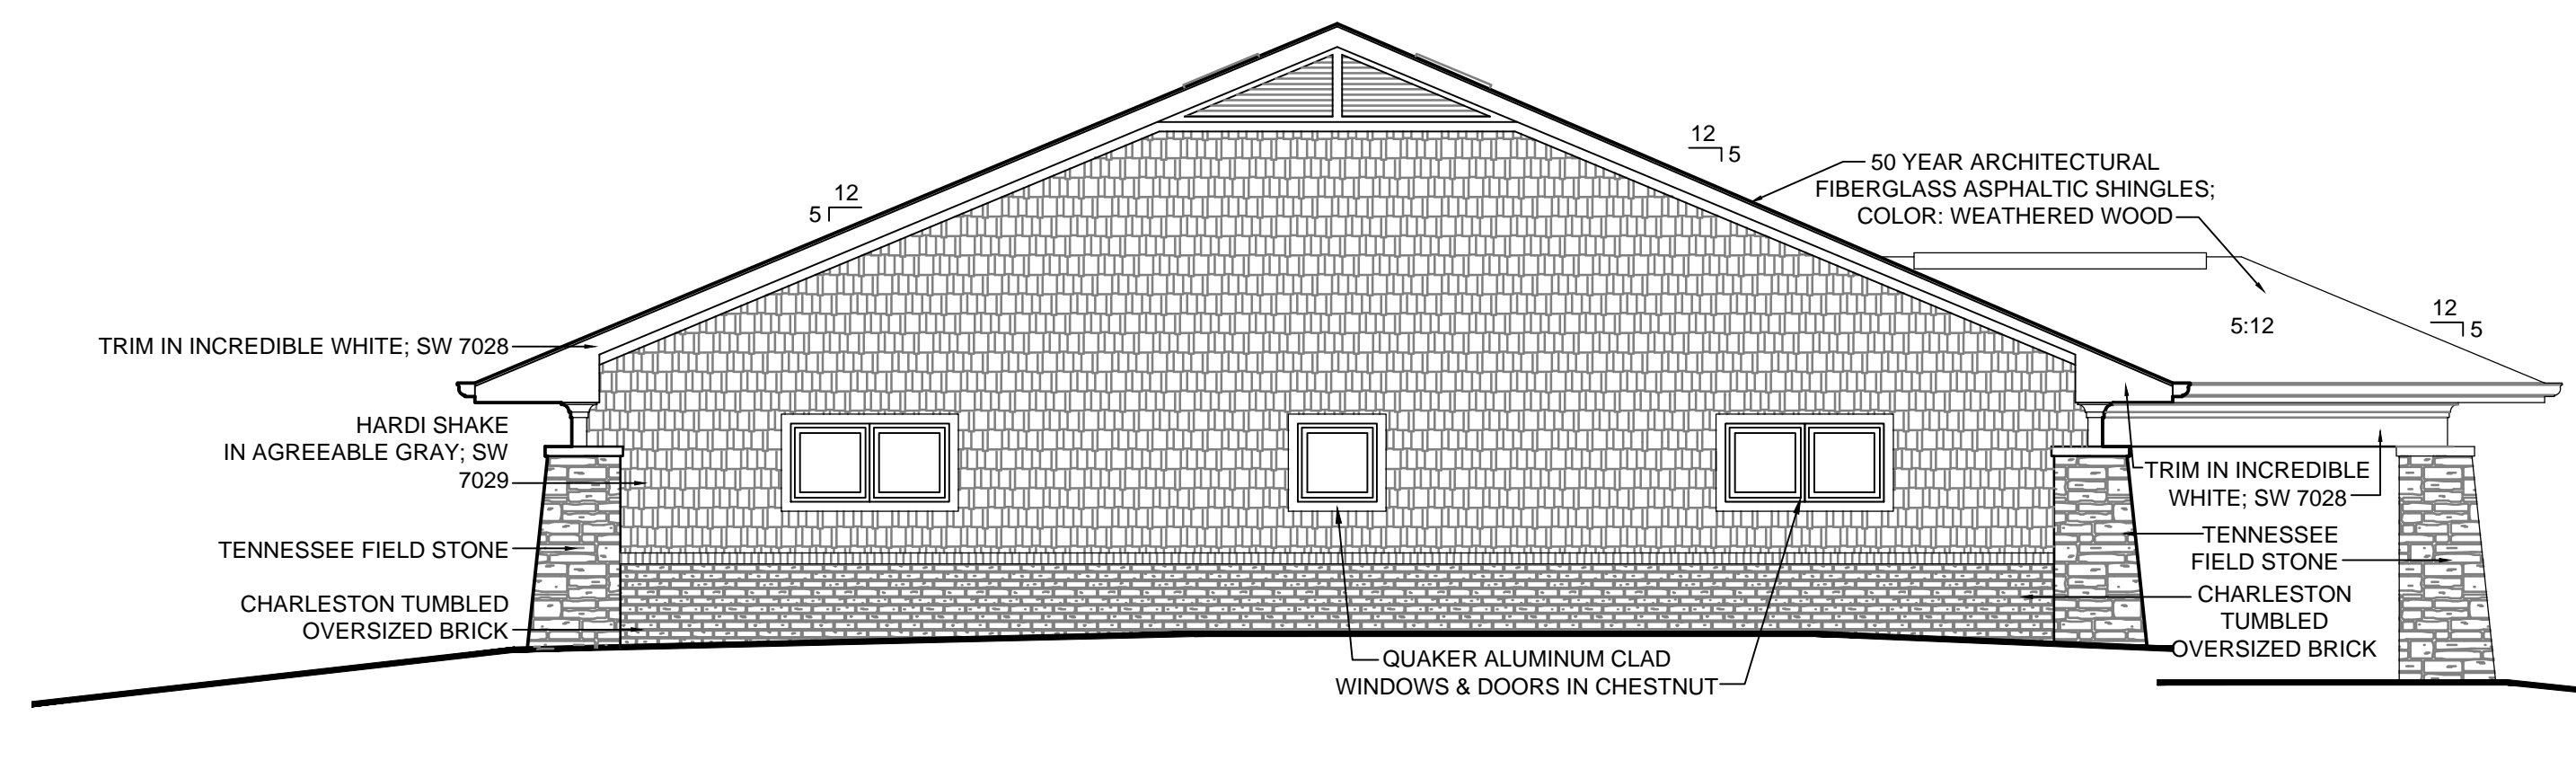 12
5
50 YEAR ARCHITECTURAL
FIBERGLASS ASPHALTIC SHINGLES;
COLOR: WEATHERED WOOD
12
5
12
5
5:12
TRIM IN INCREDIBLE WHITE; SW 7028
HARDI SHAKE
IN AGREEABLE GRAY; SW
7029
TENNESSEE FIELD STONE
CHARLESTON TUMBLED
OVERSIZED BRICK
TRIM IN INCREDIBLE
WHITE; SW 7028
TENNESSEE
FIELD STONE
CHARLESTON
TUMBLED
OVERSIZED BRICK
QUAKER ALUMINUM CLAD
WINDOWS & DOORS IN CHESTNUT